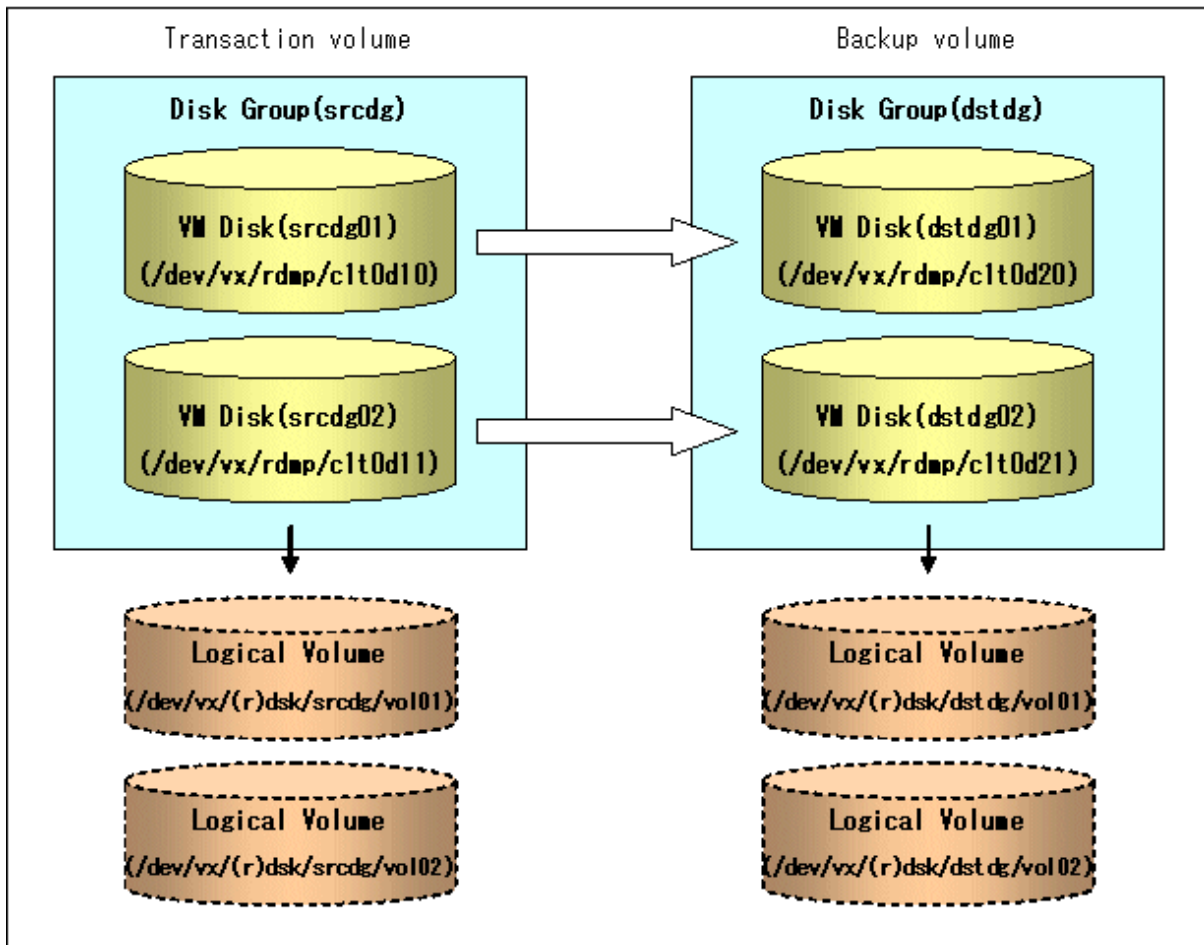 Transaction volume
Backup volume
Disk Group(srcdg)
VM Disk(srcdg01)
(/dev/vx/rdmp/c1t0d10)
VM Disk(srcdg02)
(/dev/vx/rdmp/c1t0d11)
Disk Group(dstdg)
VM Disk(dstdg01)
(/dev/vx/rdmp/c1t0d20)
VM Disk(dstdg02)
(/dev/vx/rdmp/c1t0d21)
Logical Volume
(/dev/vx/(r)dsk/srcdg/vol01)
Logical Volume
(/dev/vx/(r)dsk/srcdg/vol02)
Logical Volume
(/dev/vx/(r)dsk/dstdg/vol01)
Logical Volume
(/dev/vx/(r)dsk/dstdg/vol02)